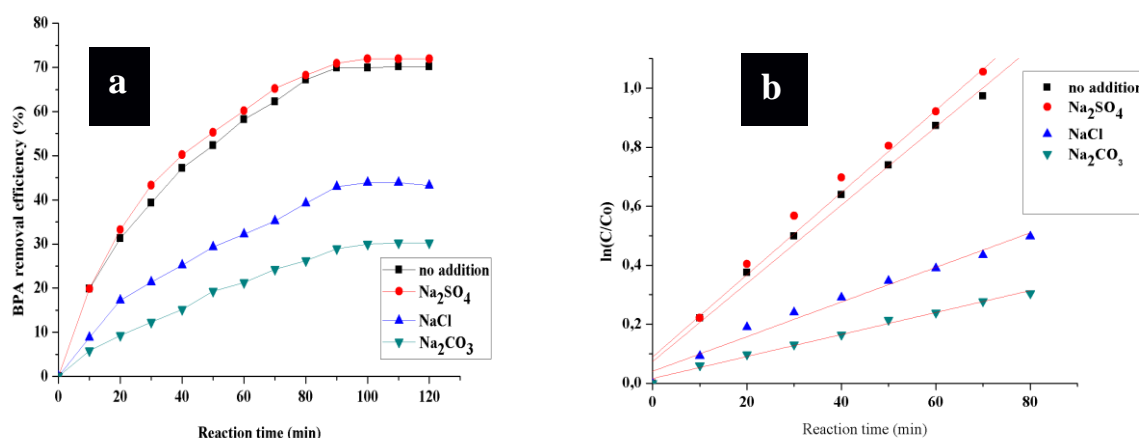 a
80
70
60
50
40
30
20
10
0
BPA removal efficiency (%)
no addition
Na₂SO₄
NaCl
Na₂CO₃
0 20 40 60 80 100 120
Reaction time (min)
b
1,0
0,8
0,6
0,4
0,2
0,0
ln(C/Co)
no addition
Na₂SO₄
NaCl
Na₂CO₃
0 20 40 60 80
Reaction time (min)